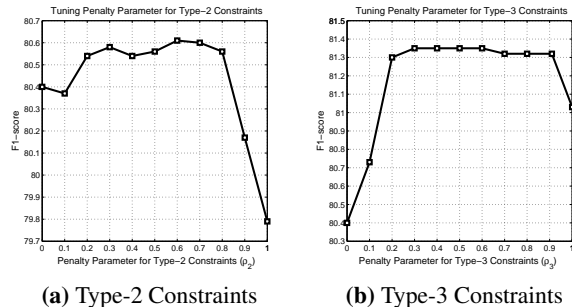 Tuning Penalty Parameter for Type−2 Constraints
80.7
80.6
80.5
80.4
80.3
80.2
80.1
80
79.9
79.8
79.7
F1−score
0 0.1 0.2 0.3 0.4 0.5 0.6 0.7 0.8 0.9 1
Penalty Parameter for Type−2 Constraints (ρ2)
(a) Type-2 Constraints
Tuning Penalty Parameter for Type−3 Constraints
81.5
81.4
81.3
81.2
81.1
81
80.9
80.8
80.7
80.6
80.5
80.4
80.3
F1−score
0 0.1 0.2 0.3 0.4 0.5 0.6 0.7 0.8 0.9 1
Penalty Parameter for Type−3 Constraints (ρ3)
(b) Type-3 Constraints